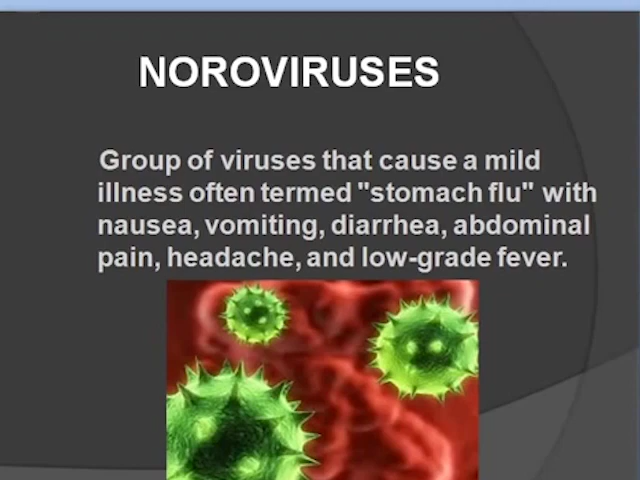 NOROVIRUSES
Group of viruses that cause a mild
illness often termed "stomach flu" with
nausea, vomiting, diarrhea, abdominal
pain, headache, and low-grade fever.